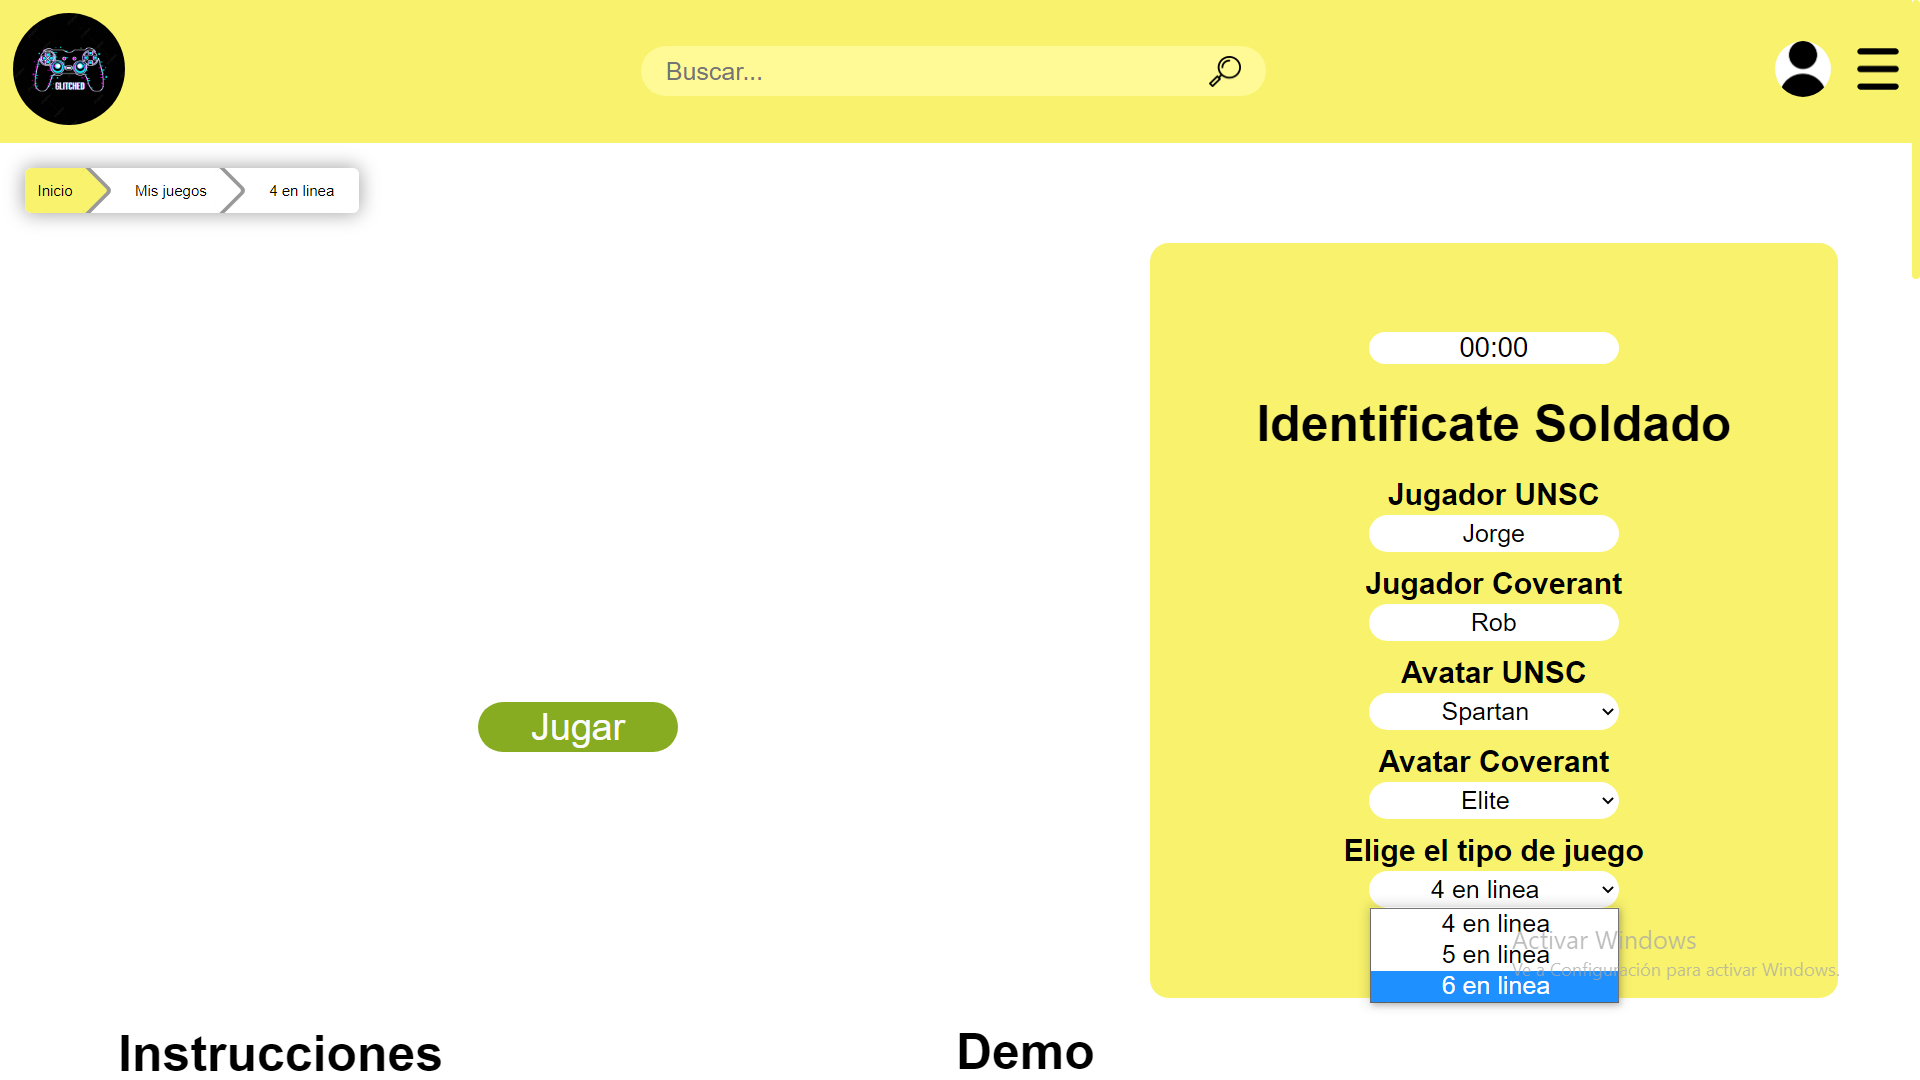 GLITCHED
Buscar...
Inicio
Mis juegos
4 en linea
00:00
Identificate Soldado
Jugador UNSC
Jorge
Jugador Coverant
Rob
Avatar UNSC
Spartan
Avatar Coverant
Elite
Elige el tipo de juego
4 en linea
4 en linea
5 en linea
6 en linea
Jugar
Activar Windows
Ve a Configuración para activar Windows.
Instrucciones
Demo